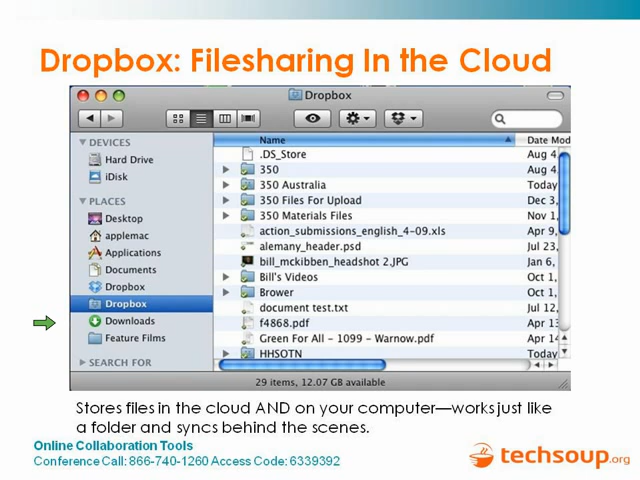 Dropbox: Filesharing In the Cloud
Dropbox
Name
Date Mod
DEVICES
Hard Drive
iDisk
PLACES
Desktop
applemac
Applications
Documents
Dropbox
Dropbox
Downloads
Feature Films
SEARCH FOR
.DS_Store Aug 4
350 Aug 4
350 Australia Today
350 Files For Upload Dec 3,
350 Materials Files Nov 1
action_submissions_english_4-09.xls Apr 9,
alemany_header.psd Jul 23,
bill_mckibben_headshot 2.JPG Jan 6,
Bill's Videos Oct 1
Brower Oct 1
document test.txt Jul 12,
f4868.pdf Apr 13
Green For All - 1099 - Warnow.pdf Apr
HHSOTN Today
29 items, 12.07 GB available
Stores files in the cloud AND on your computer—works just like
a folder and syncs behind the scenes.
Online Collaboration Tools
Conference Call: 866-740-1260 Access Code: 6339392
techsoup.org